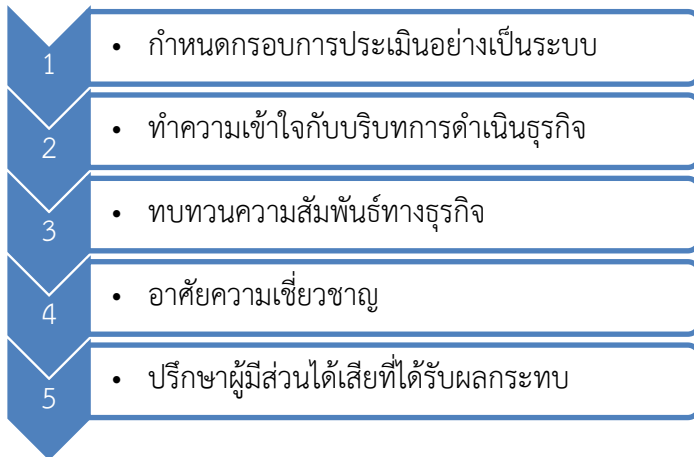 1 • กำหนดกรอบการประเมินอย่างเป็นระบบ
2 • ทำความเข้าใจกับบริบทการดำเนินธุรกิจ
3 • ทบทวนความสัมพันธ์ทางธุรกิจ
4 • อาศัยความเชี่ยวชาญ
5 • ปรึกษาผู้มีส่วนได้เสียที่ได้รับผลกระทบ